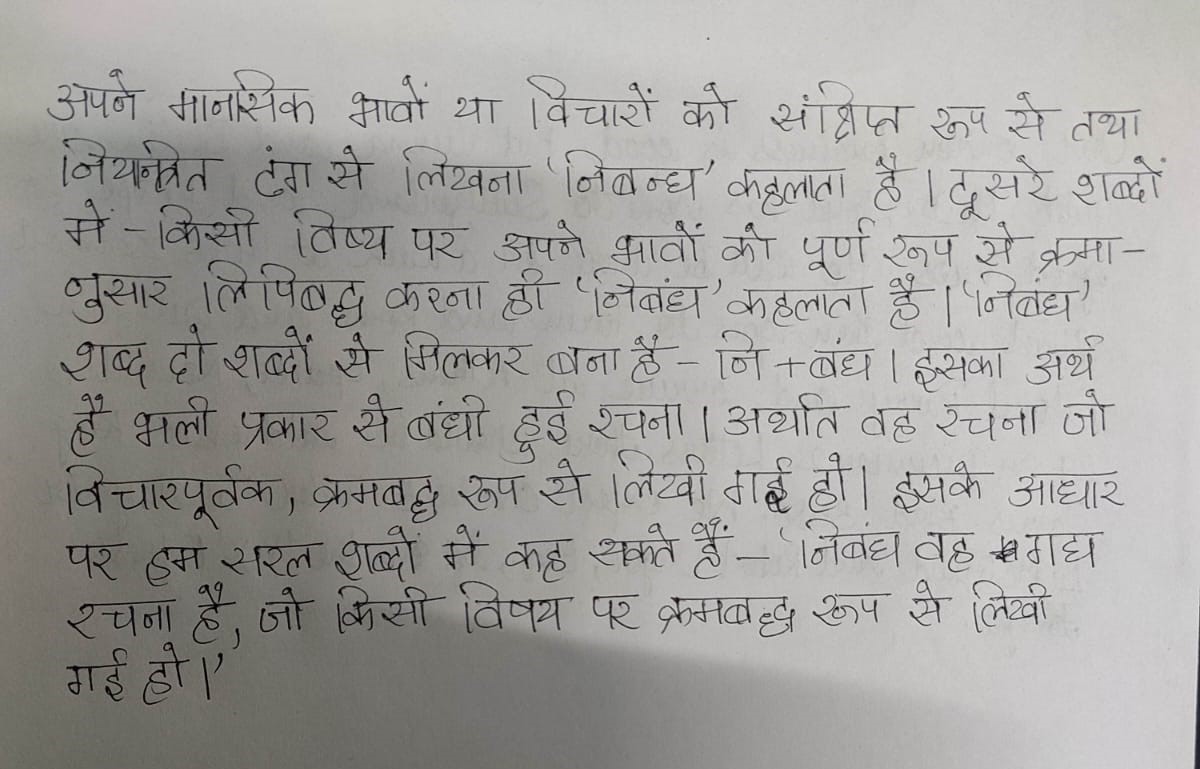 अपने मानसिक भावों या विचारों को संक्षिप्त रूप से तथा
नियन्त्रित ढंग से लिखना ‘निबन्ध’ कहलाता है। दूसरे शब्दों
में - किसी विष्य पर अपने भावों को पूर्ण रूप से क्रमा-
नुसार लिपिबद्ध करना ही ‘निबंध’ कहलाता है। ‘निबंध’
शब्द दो शब्दों से मिलकर बना है - नि + बंध। इसका अर्थ
है भली प्रकार से बंधी हुई रचना। अर्थात वह रचना जो
विचारपूर्वक, क्रमबद्ध रूप से लिखी गई हो। इसके आधार
पर हम सरल शब्दों में कह सकते हैं - ‘निबंध वह गद्य
रचना है, जो किसी विषय पर क्रमबद्ध रूप से लिखी
गई हो।’